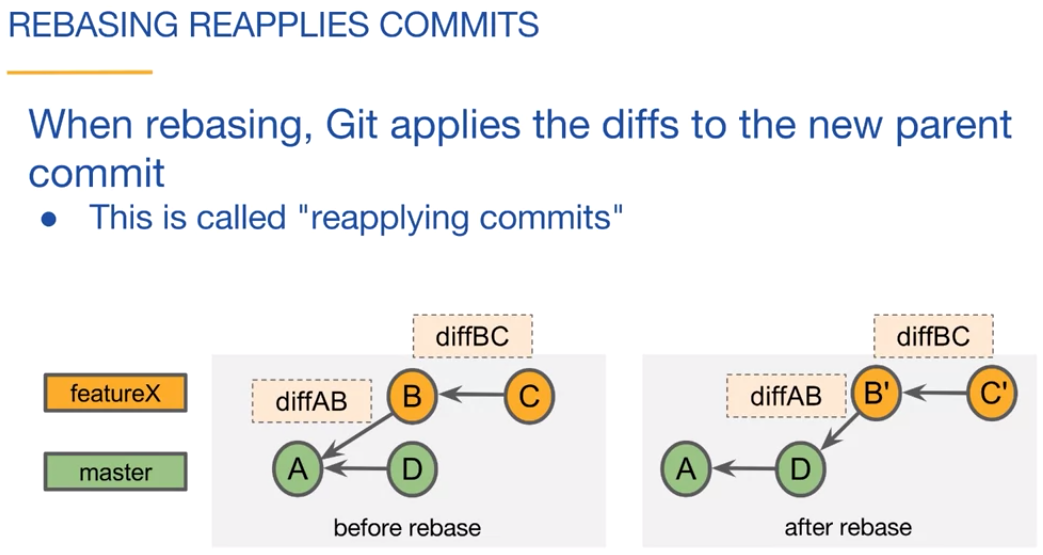 REBASING REAPPLIES COMMITS
When rebasing, Git applies the diffs to the new parent
commit
● This is called "reapplying commits"
diffBC
diffBC
featureX
diffAB
B
C
diffAB
B'
C'
master
A
D
A
D
before rebase
after rebase